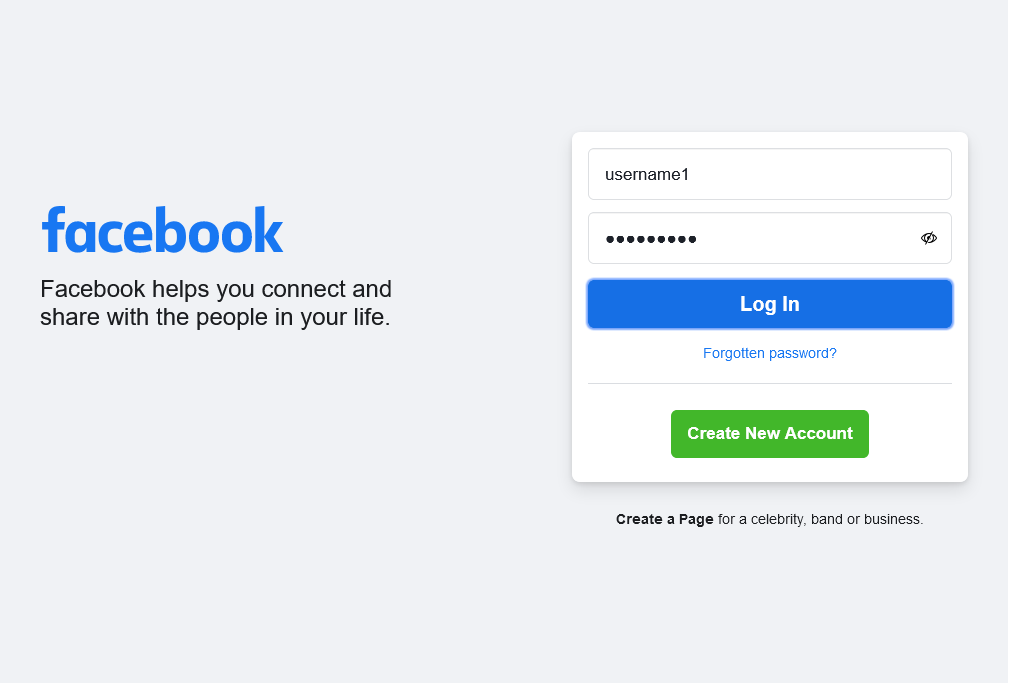 facebook
Facebook helps you connect and
share with the people in your life.
username1
●●●●●●●●●
Log In
Forgotten password?
Create New Account
Create a Page for a celebrity, band or business.